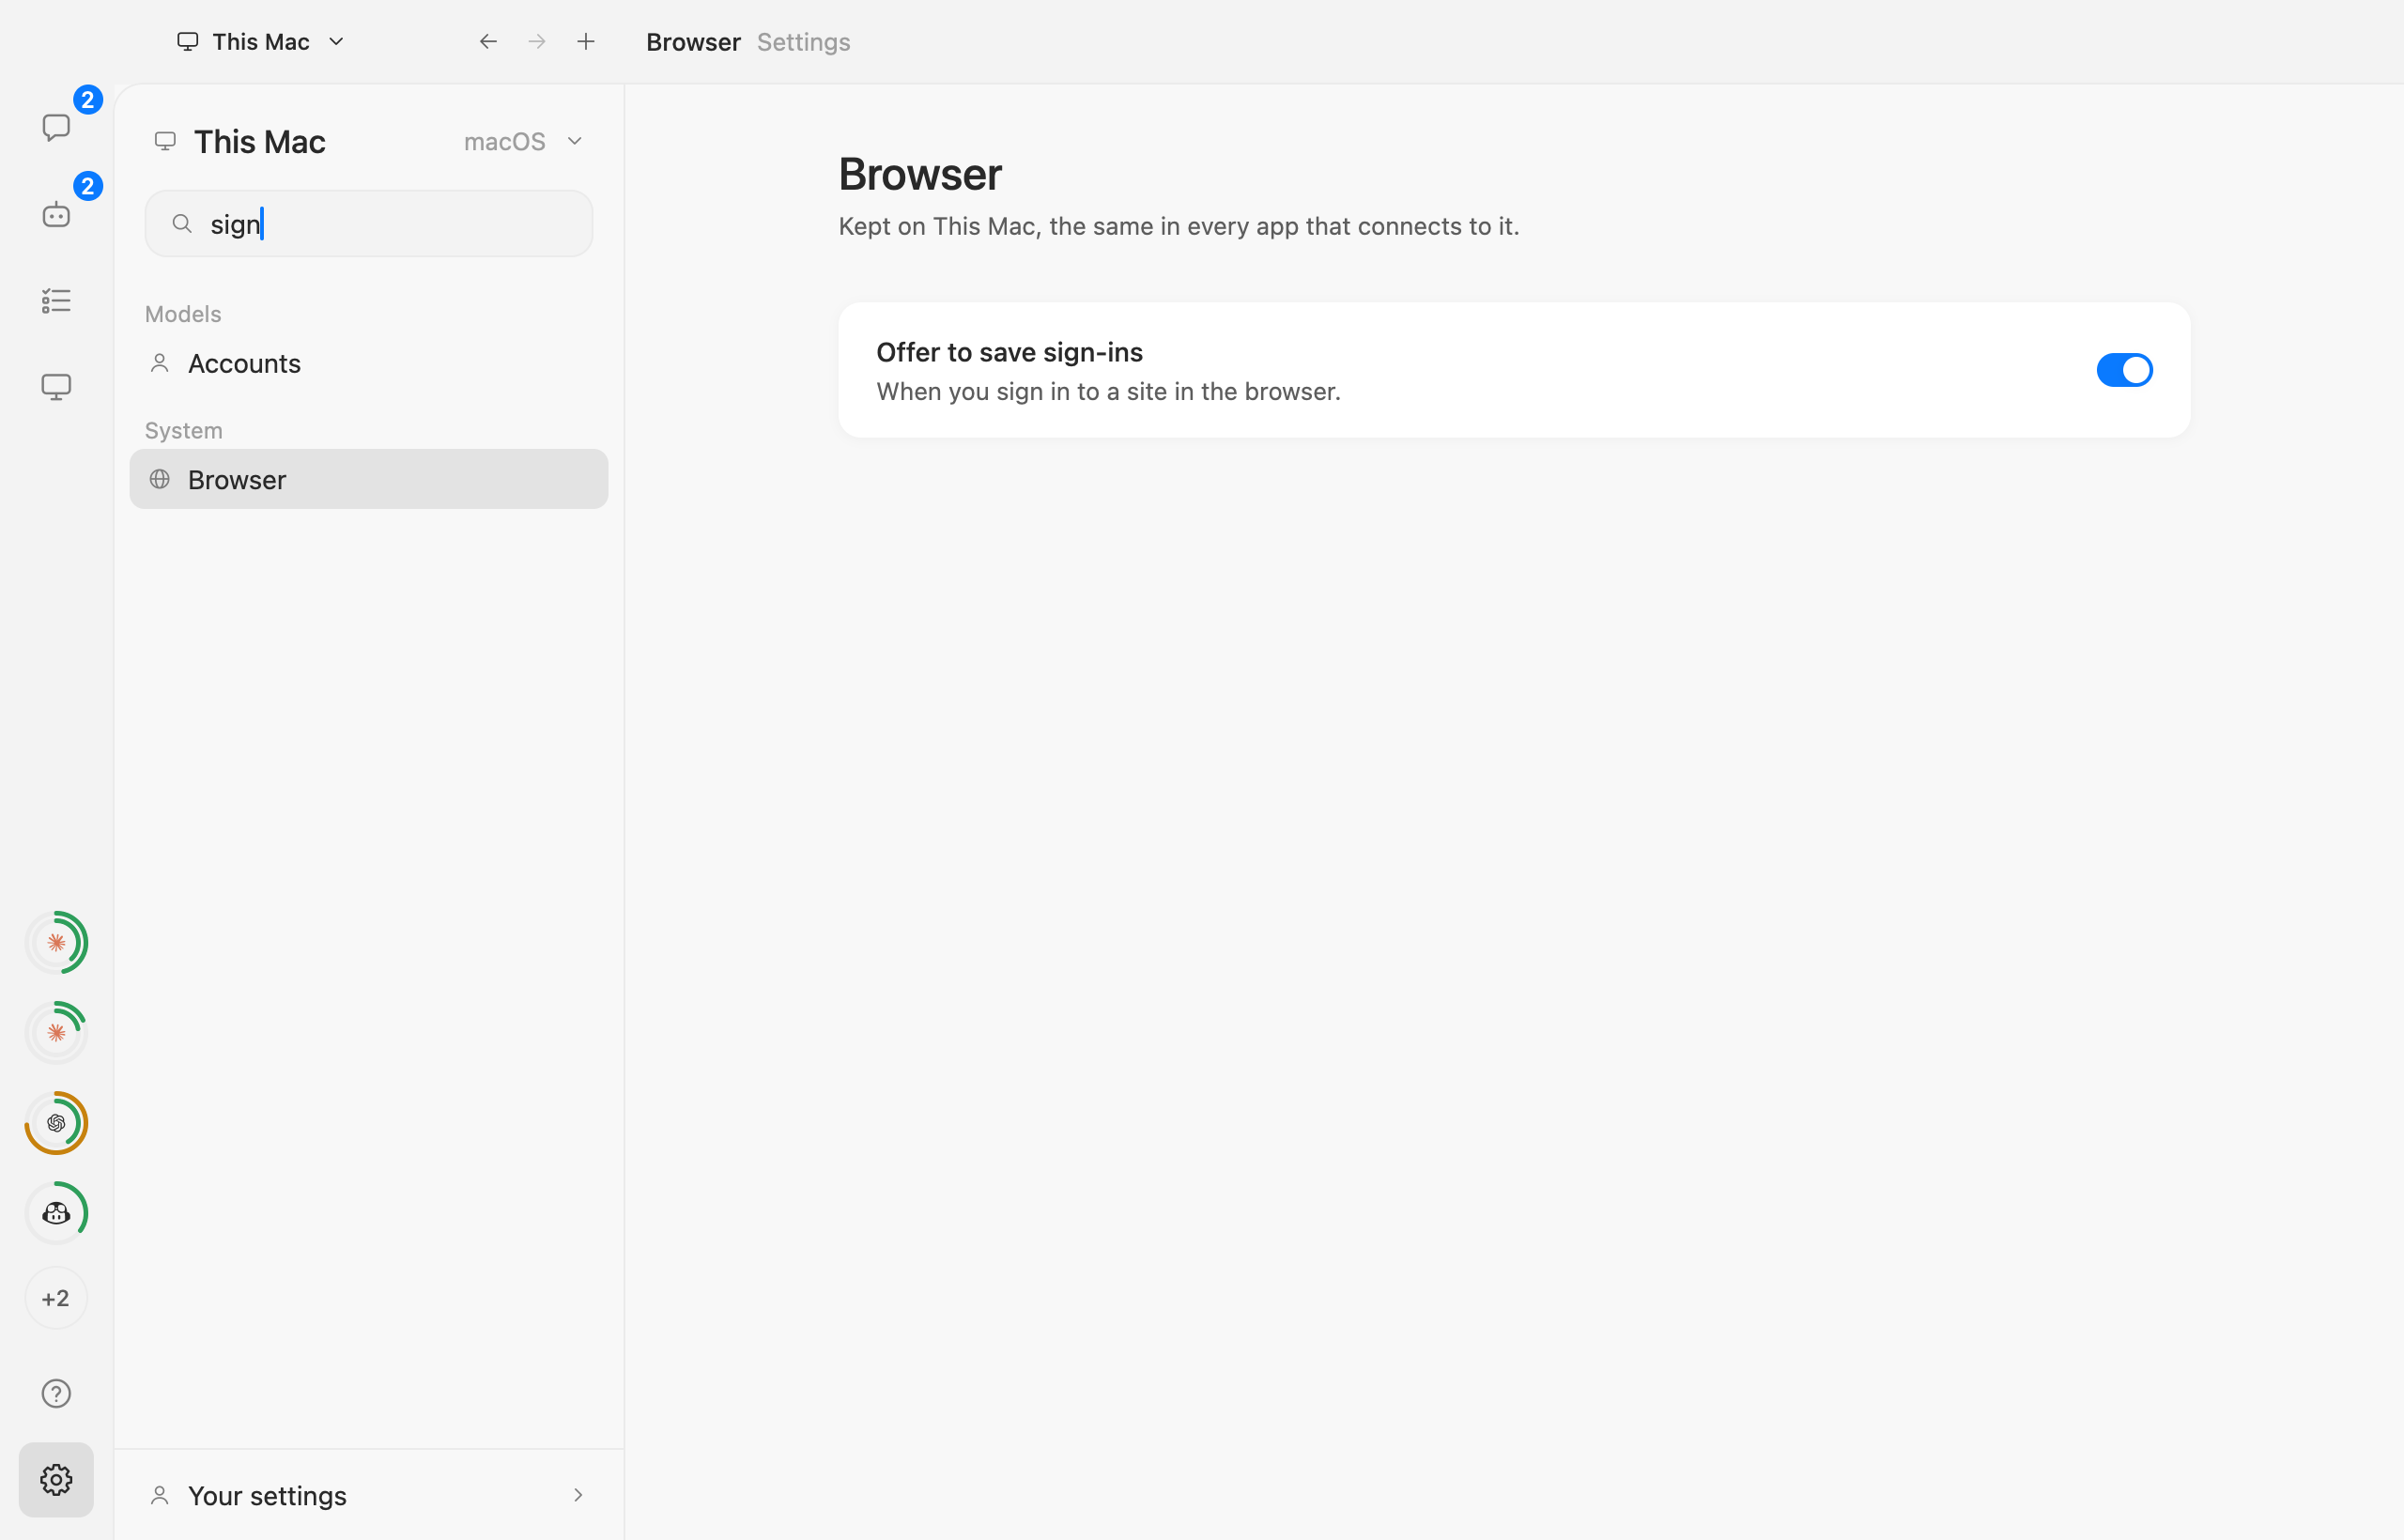 This Mac
Browser Settings
2
2
This Mac macOS
sign
Models
Accounts
System
Browser
+2
Your settings
Browser
Kept on This Mac, the same in every app that connects to it.
Offer to save sign-ins
When you sign in to a site in the browser.